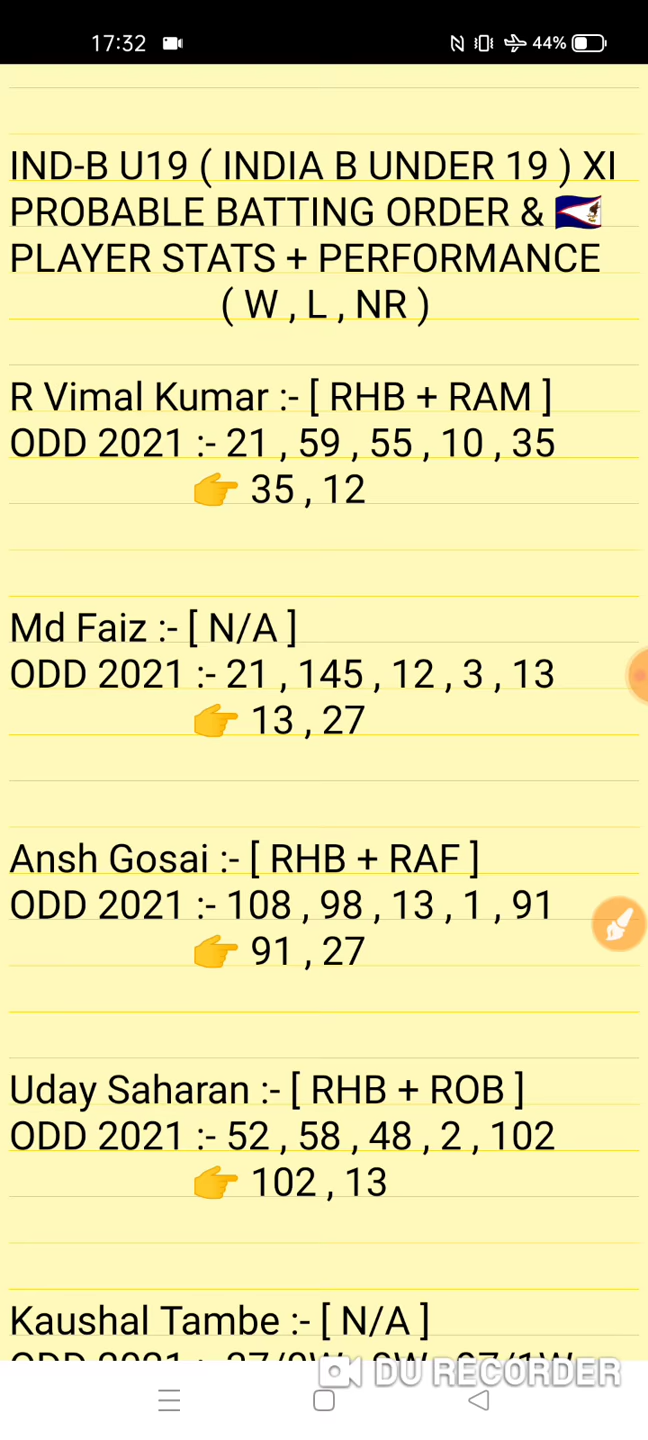 17:32
44%
IND-B U19 ( INDIA B UNDER 19 ) XI
PROBABLE BATTING ORDER & 🇦🇸
PLAYER STATS + PERFORMANCE
( W , L , NR )
R Vimal Kumar :- [ RHB + RAM ]
ODD 2021 :- 21 , 59 , 55 , 10 , 35
👉 35 , 12
Md Faiz :- [ N/A ]
ODD 2021 :- 21 , 145 , 12 , 3 , 13
👉 13 , 27
Ansh Gosai :- [ RHB + RAF ]
ODD 2021 :- 108 , 98 , 13 , 1 , 91
👉 91 , 27
Uday Saharan :- [ RHB + ROB ]
ODD 2021 :- 52 , 58 , 48 , 2 , 102
👉 102 , 13
Kaushal Tambe :- [ N/A ]
ODD 2021 :-
DU RECORDER